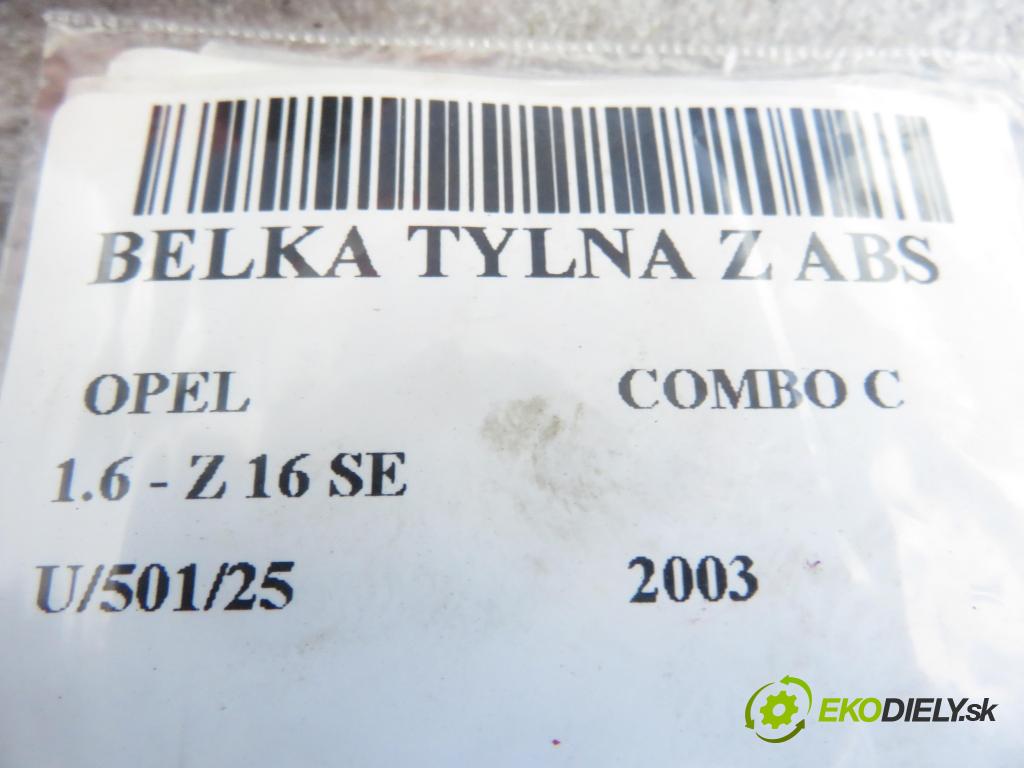 BELKA TYLNA Z ABS
OPEL COMBO C
1.6 - Z 16 SE
U/501/25 2003
EKODIELY.sk